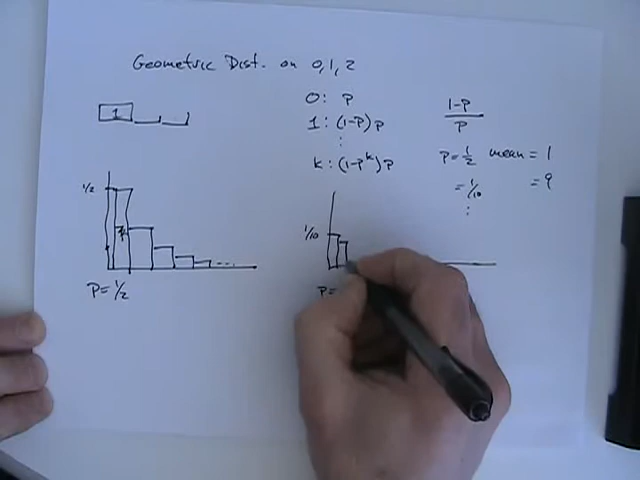 Geometric Dist. on 0,1,2
1
0: P
1: (1-P)P
⋮
k: (1-P^k)P
1-P/P
P=1/2 mean = 1
=1/10 =9
⋮
1/2
P=1/2
1/10
P=